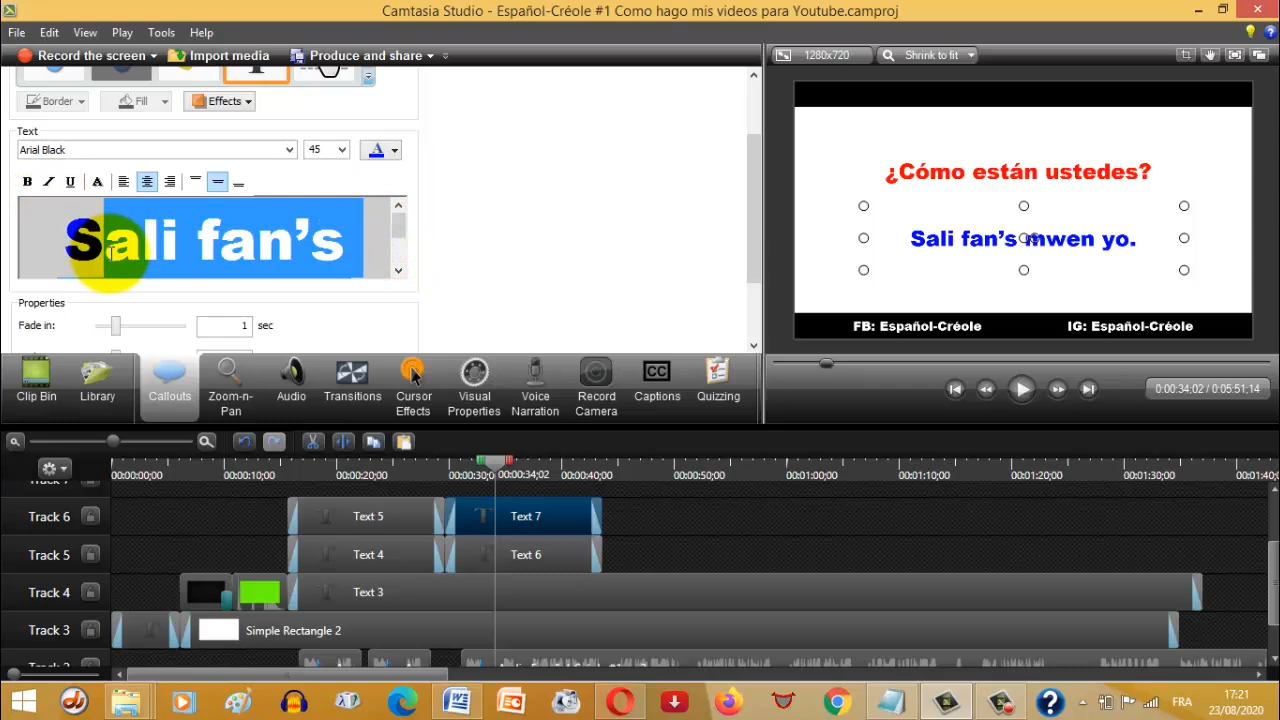 Camtasia Studio - Español-Créole #1 Como hago mis videos para Youtube.camproj
File Edit View Play Tools Help
Record the screen Import media Produce and share
1280x720 Shrink to fit
Border Fill Effects
Text
Arial Black 45 A
B I U A
Sali fan's
Properties
Fade in: 1 sec
¿Cómo están ustedes?
Sali fan's mwen yo.
FB: Español-Créole IG: Español-Créole
Clip Bin Library Callouts Zoom-n-Pan Audio Transitions Cursor Effects Visual Properties Voice Narration Record Camera Captions Quizzing
0:00:34,02 / 0:05:51,14
00:00:00;00 00:00:10;00 00:00:20;00 00:00:30;0 00:00:34;02 00:00:40;00 00:00:50;00 00:01:00;00 00:01:10;00 00:01:20;00 00:01:30;00 00:01:40;0
Track 6 Text 5 Text 7
Track 5 Text 4 Text 6
Track 4 Text 3
Track 3 Simple Rectangle 2
FRA 17:21
23/08/2020